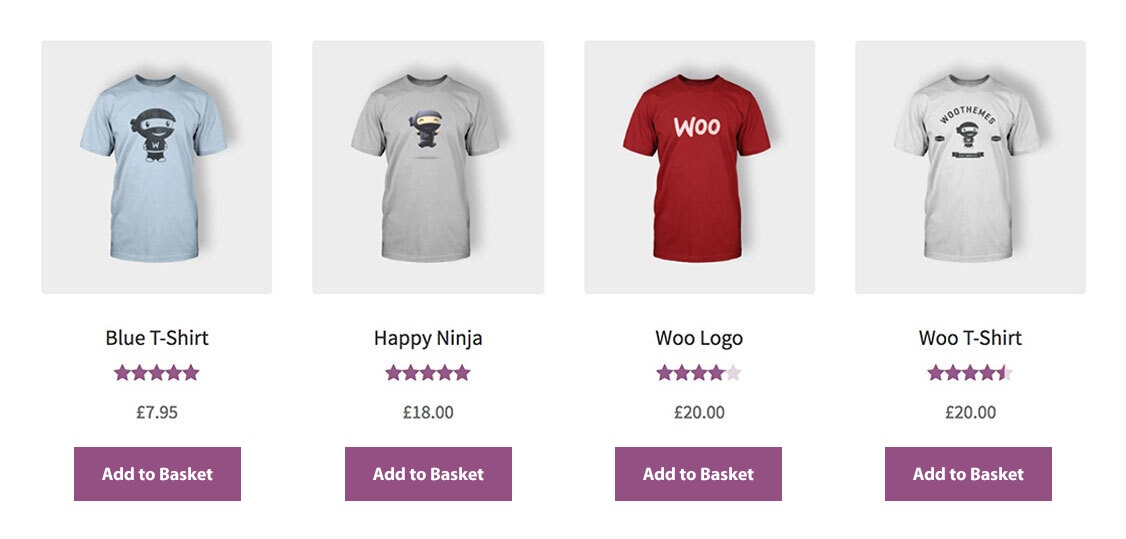 W
Woo
WOOTHEMES
Blue T-Shirt
Happy Ninja
Woo Logo
Woo T-Shirt
£7.95
£18.00
£20.00
£20.00
Add to Basket
Add to Basket
Add to Basket
Add to Basket